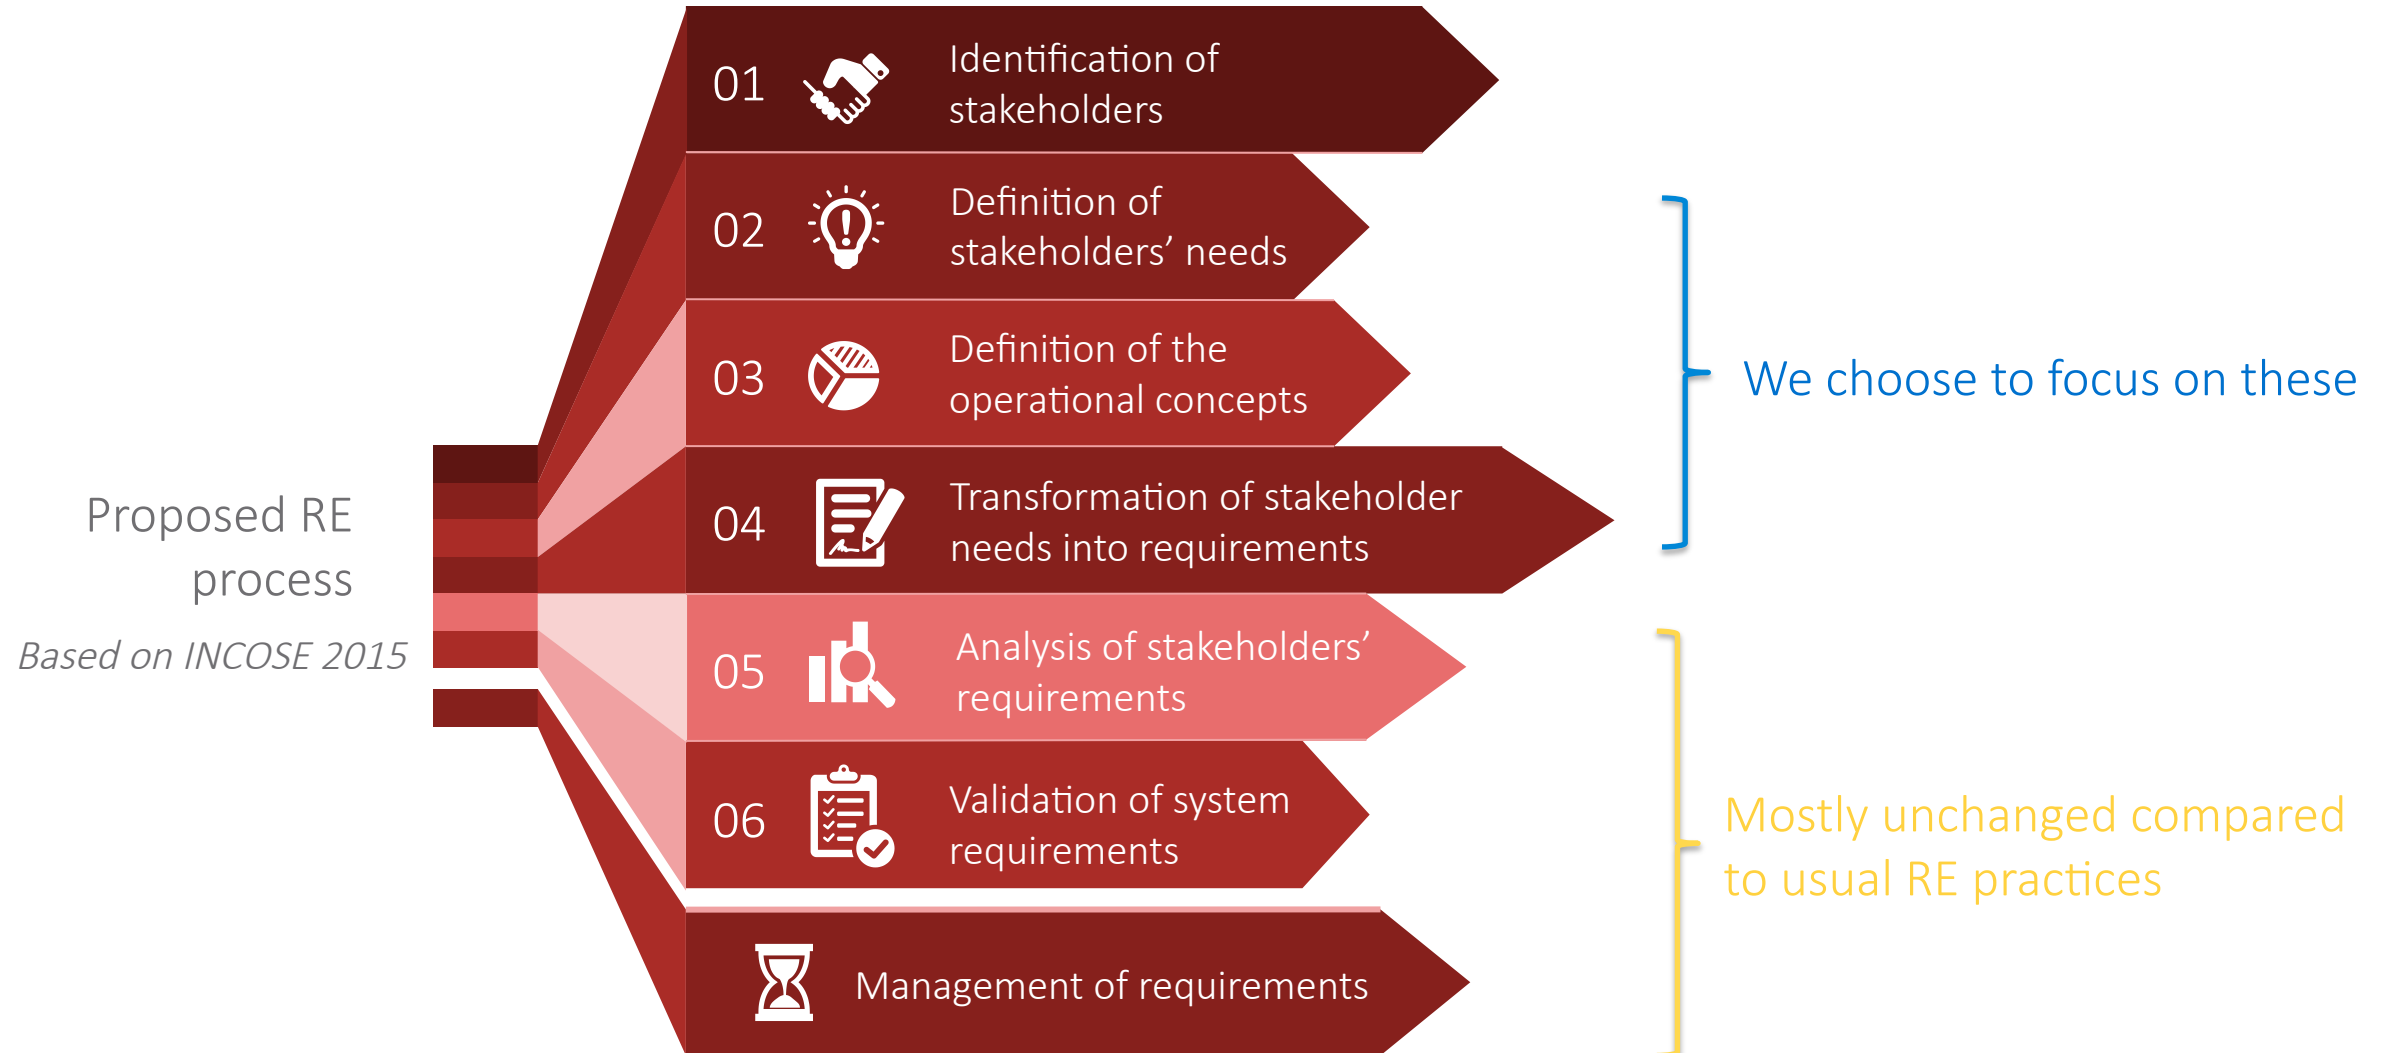 01
Identification of
stakeholders
02
Definition of
stakeholders’ needs
03
Definition of the
operational concepts
04
Transformation of stakeholder
needs into requirements
05
Analysis of stakeholders’
requirements
06
Validation of system
requirements
Management of requirements
Proposed RE
process
Based on INCOSE 2015
We choose to focus on these
Mostly unchanged compared
to usual RE practices